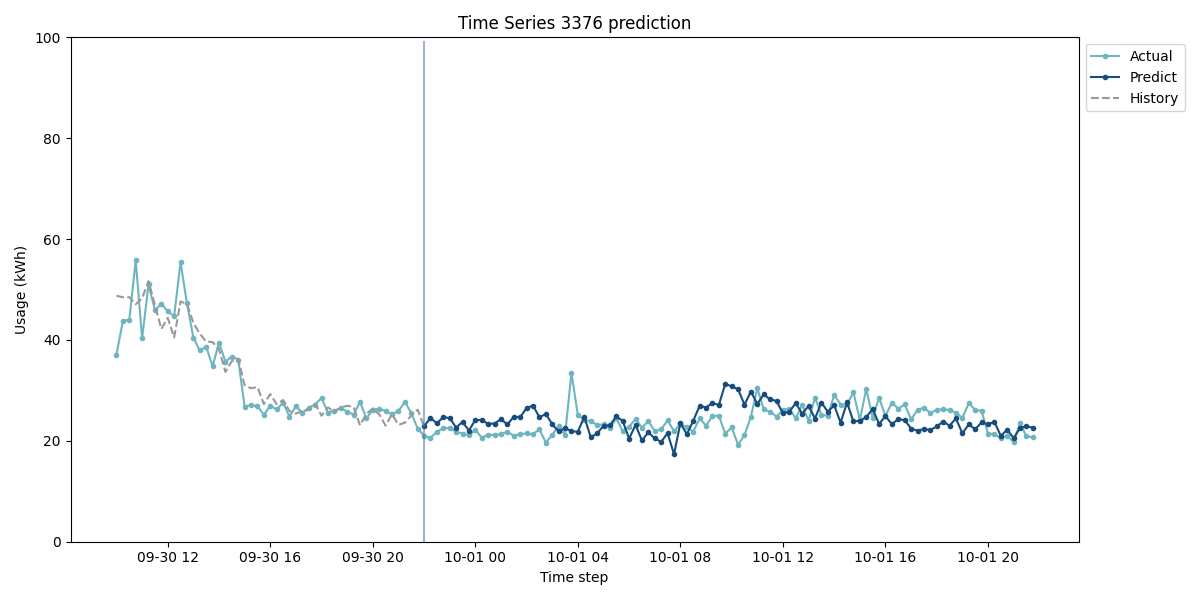 Time Series 3376 prediction
100
80
60
40
20
0
Usage (kWh)
09-30 12
09-30 16
09-30 20
10-01 00
10-01 04
10-01 08
10-01 12
10-01 16
10-01 20
Time step
Actual
Predict
History